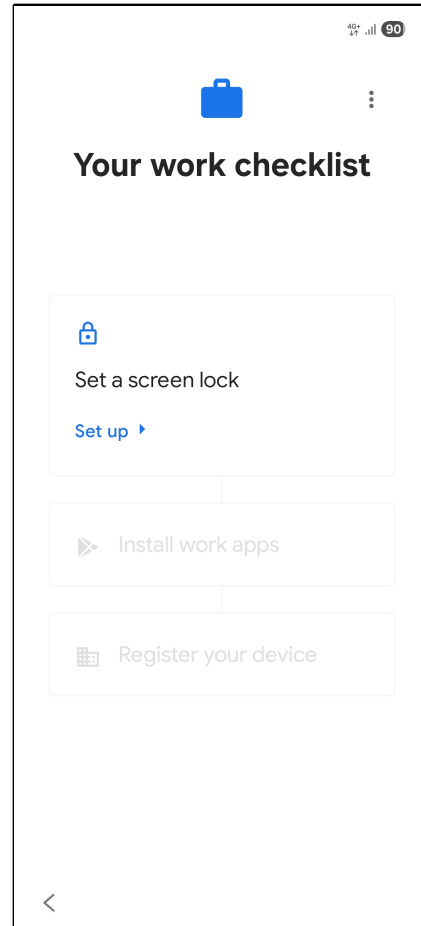 4G+ 90
Your work checklist
Set a screen lock
Set up
Install work apps
Register your device